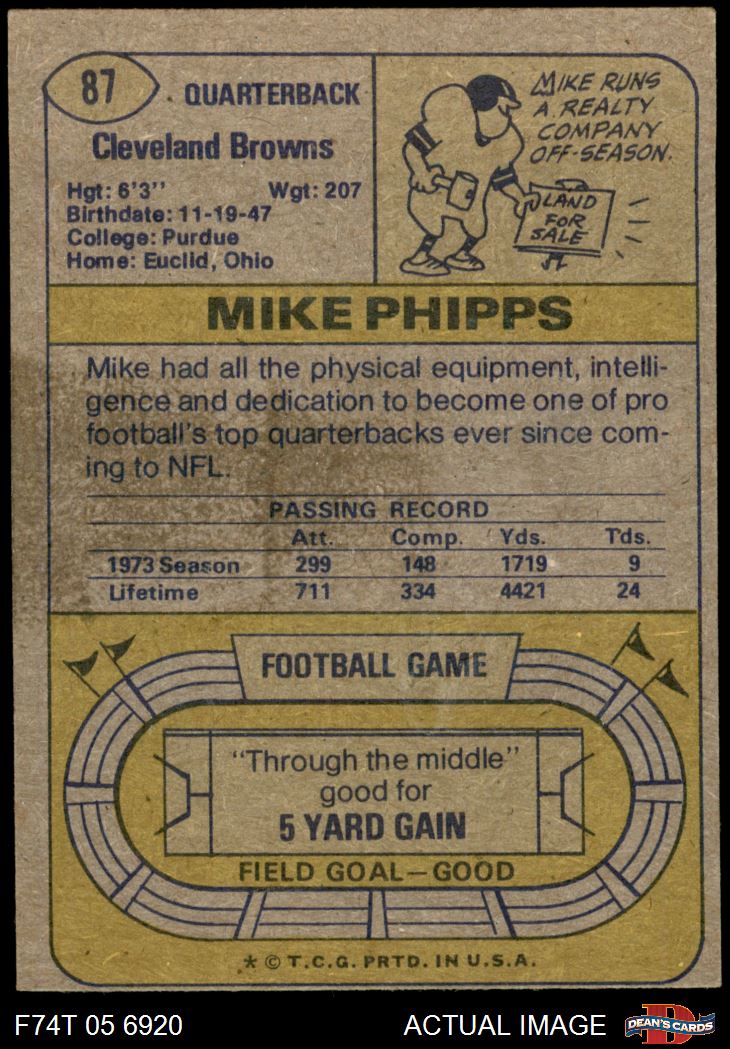 87
QUARTERBACK
Cleveland Browns
Hgt: 6'3" Wgt: 207
Birthdate: 11-19-47
College: Purdue
Home: Euclid, Ohio
MIKE RUNS
A REALTY
COMPANY
OFF-SEASON.
LAND
FOR
SALE
MIKE PHIPPS
Mike had all the physical equipment, intelli-
gence and dedication to become one of pro
football's top quarterbacks ever since com-
ing to NFL.
PASSING RECORD
Att. Comp. Yds. Tds.
1973 Season 299 148 1719 9
Lifetime 711 334 4421 24
FOOTBALL GAME
"Through the middle"
good for
5 YARD GAIN
FIELD GOAL—GOOD
* © T.C.G. PRTD. IN U.S.A.
F74T 05 6920 ACTUAL IMAGE
D
DEAN'S CARDS